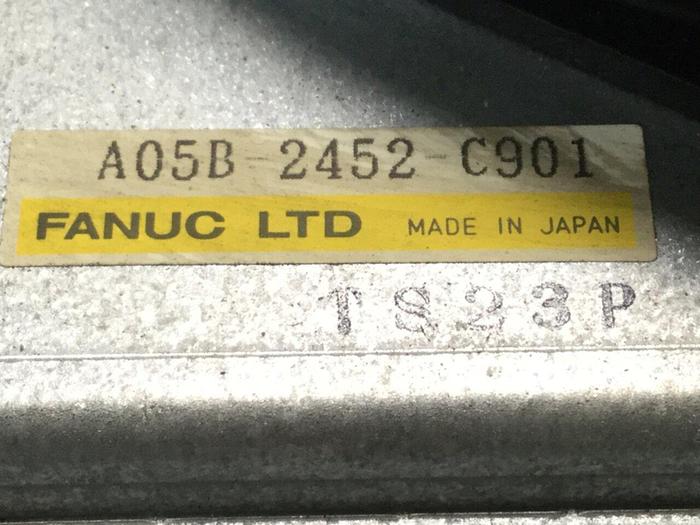 A05B-2452-C901
FANUC LTD MADE IN JAPAN
TS23P